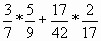 3/7 * 5/9 + 17/42 * 2/17